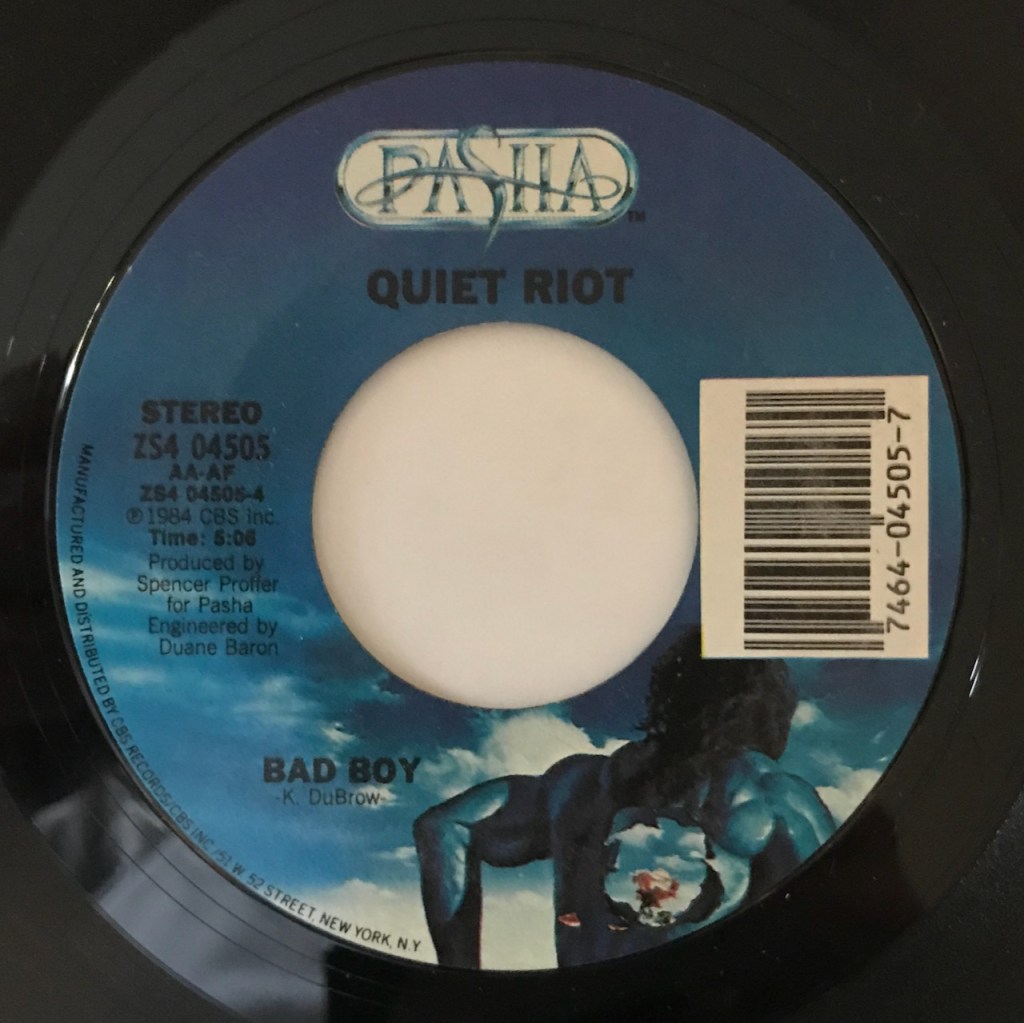 PASHA
TM
QUIET RIOT
STEREO
ZS4 04505
AA-AF
ZS4 04505-4
℗ 1984 CBS Inc.
Time: 5:06
Produced by
Spencer Proffer
for Pasha
Engineered by
Duane Baron
7464-04505-7
BAD BOY
-K. DuBrow-
MANUFACTURED AND DISTRIBUTED BY CBS RECORDS/CBS INC./51 W. 52 STREET, NEW YORK, N.Y.